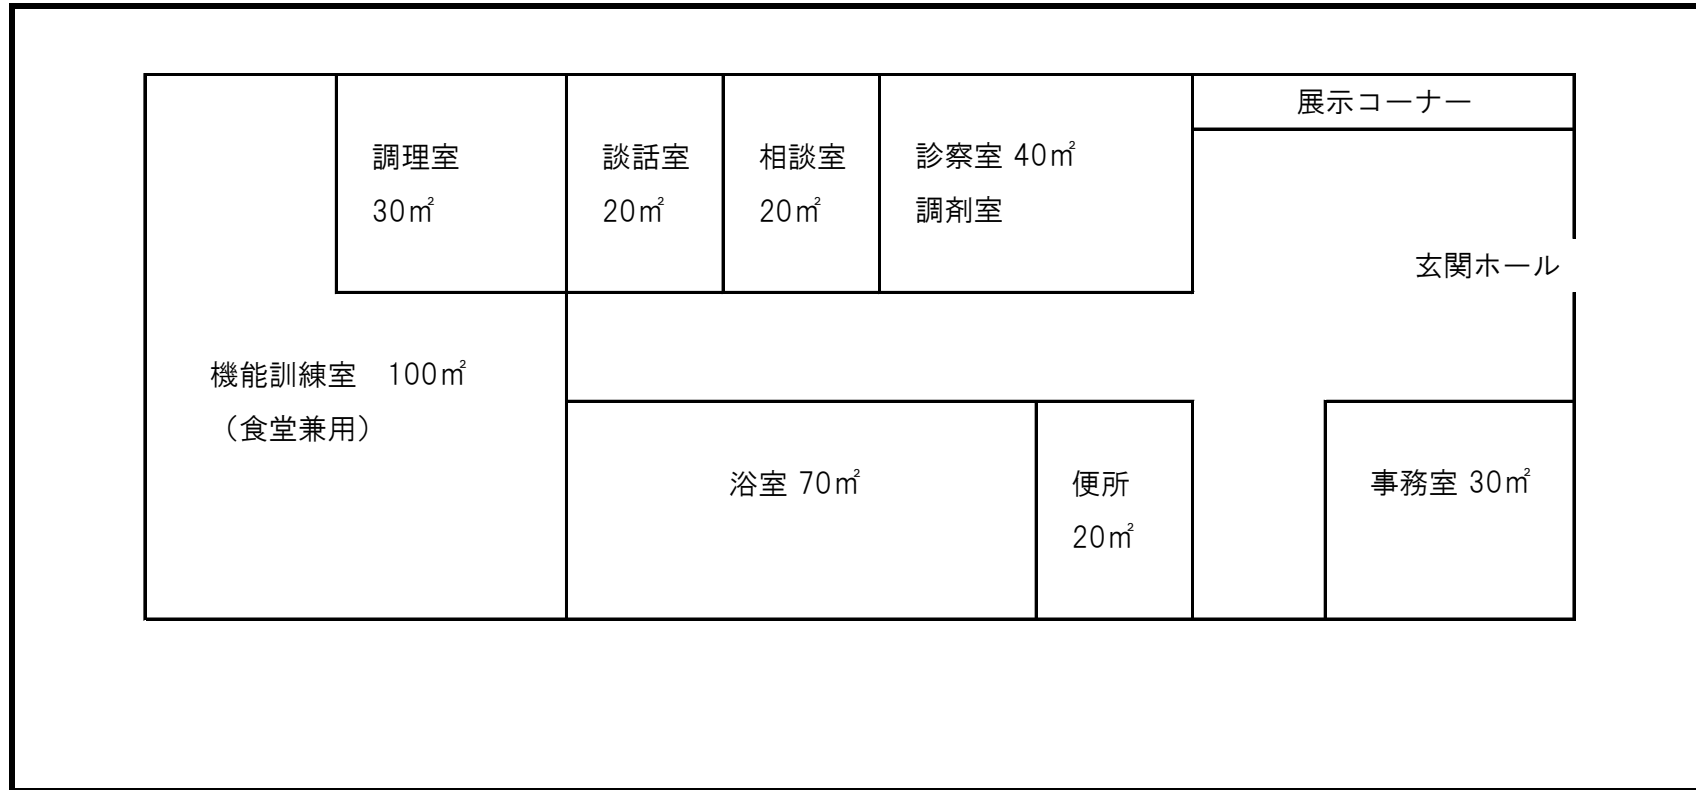 展示コーナー
調理室
30㎡
談話室
20㎡
相談室
20㎡
診察室 40㎡
調剤室
玄関ホール
機能訓練室　100㎡
（食堂兼用）
浴室 70㎡
便所
20㎡
事務室 30㎡